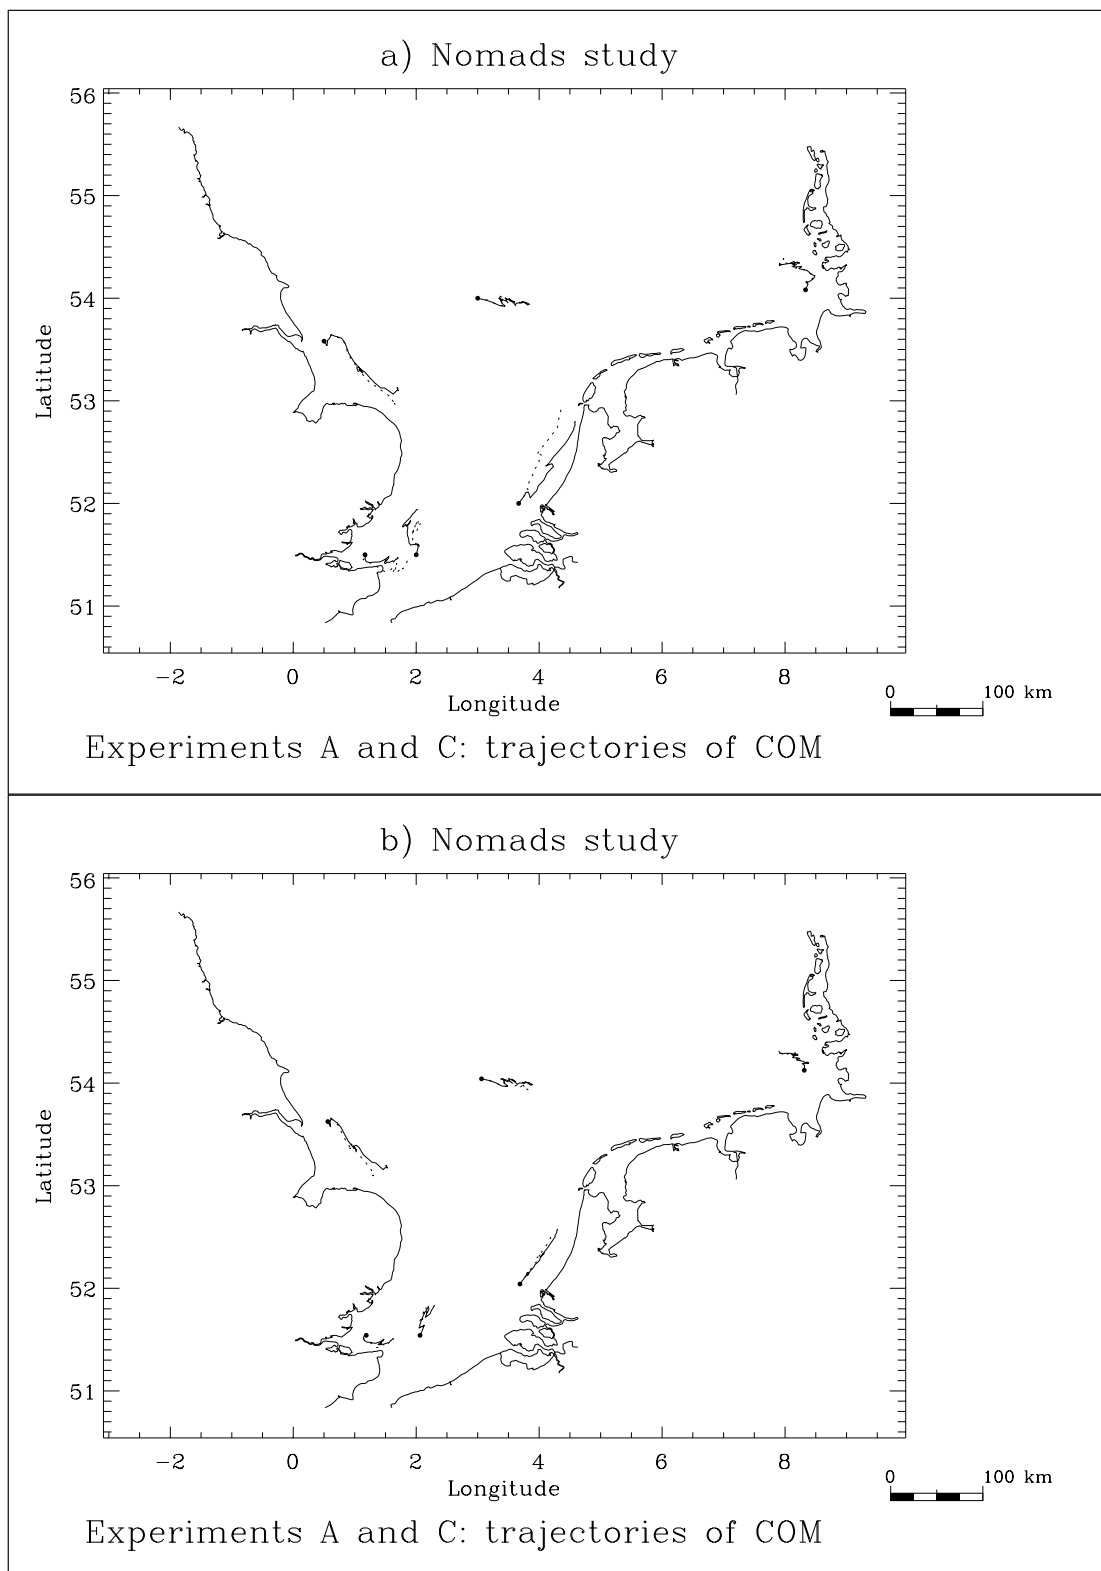 a) Nomads study
56
55
54
53
52
51
Latitude
-2 0 2 4 6 8
Longitude
0 100 km
Experiments A and C: trajectories of COM
b) Nomads study
56
55
54
53
52
51
Latitude
-2 0 2 4 6 8
Longitude
0 100 km
Experiments A and C: trajectories of COM